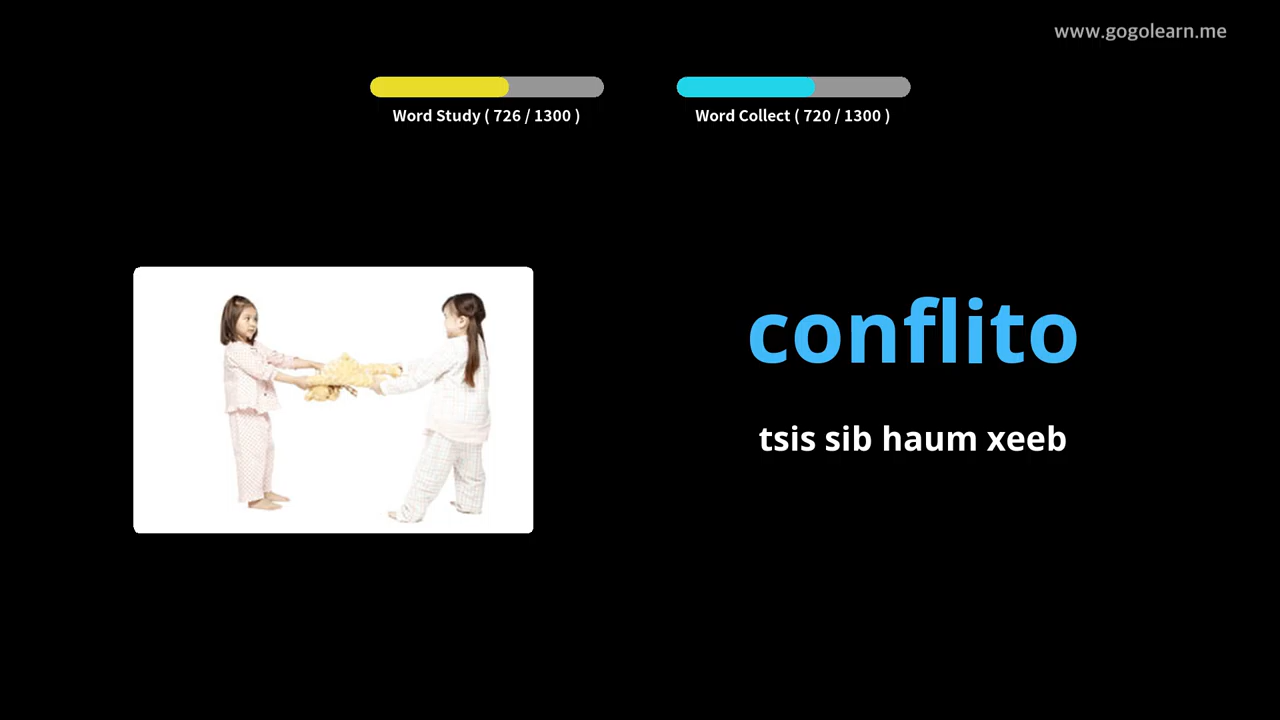 www.gogolearn.me
Word Study ( 726 / 1300 )
Word Collect ( 720 / 1300 )
conflito
tsis sib haum xeeb